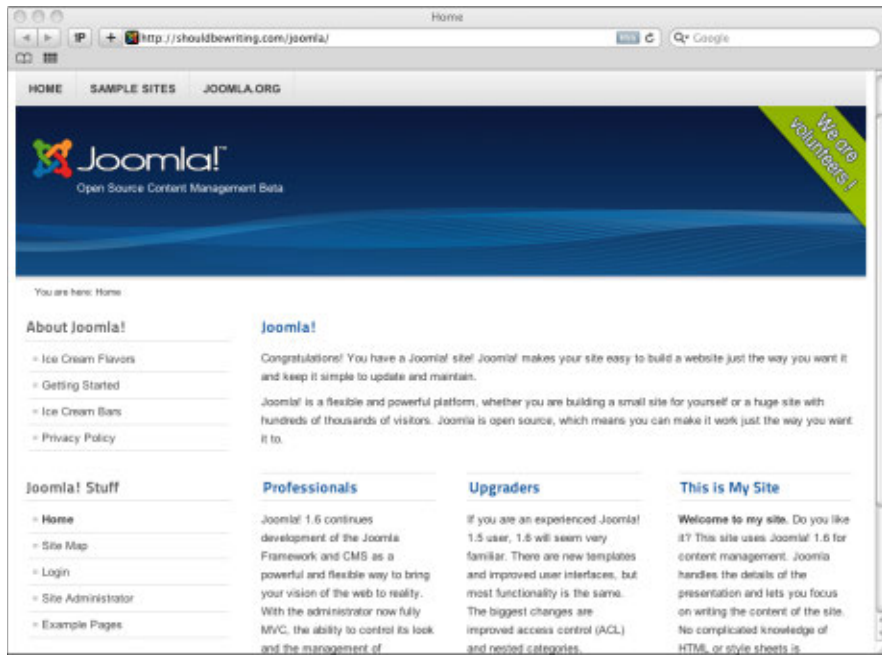 Home
1P + http://shouldbewriting.com/joomla/ RSS Google
HOME SAMPLE SITES JOOMLA.ORG
We are
volunteers!
Joomla!™
Open Source Content Management Beta
You are here: Home
About Joomla!
Ice Cream Flavors
Getting Started
Ice Cream Bars
Privacy Policy
Joomla! Stuff
Home
Site Map
Login
Site Administrator
Example Pages
Joomla!
Congratulations! You have a Joomla! site! Joomla! makes your site easy to build a website just the way you want it
and keep it simple to update and maintain.
Joomla! is a flexible and powerful platform, whether you are building a small site for yourself or a huge site with
hundreds of thousands of visitors. Joomla is open source, which means you can make it work just the way you want
it to.
Professionals
Joomla! 1.6 continues
development of the Joomla
Framework and CMS as a
powerful and flexible way to bring
your vision of the web to reality.
With the administrator now fully
MVC, the ability to control its look
and the management of
Upgraders
If you are an experienced Joomla!
1.5 user, 1.6 will seem very
familiar. There are new templates
and improved user interfaces, but
most functionality is the same.
The biggest changes are
improved access control (ACL)
and nested categories.
This is My Site
Welcome to my site. Do you like
it? This site uses Joomla! 1.6 for
content management. Joomla
handles the details of the
presentation and lets you focus
on writing the content of the site.
No complicated knowledge of
HTML or style sheets is